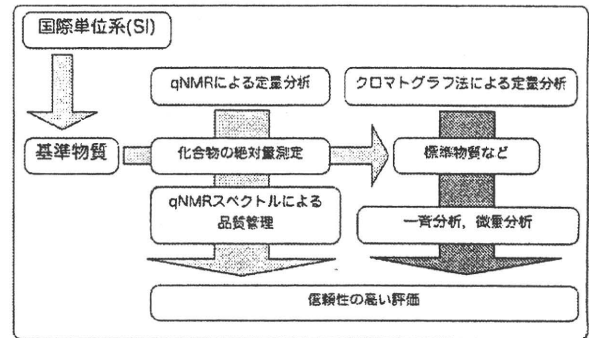 国際単位系(SI)
qNMRによる定量分析
クロマトグラフ法による定量分析
基準物質
化合物の絶対量測定
標準物質など
qNMRスペクトルによる
品質管理
一斉分析，微量分析
信頼性の高い評価